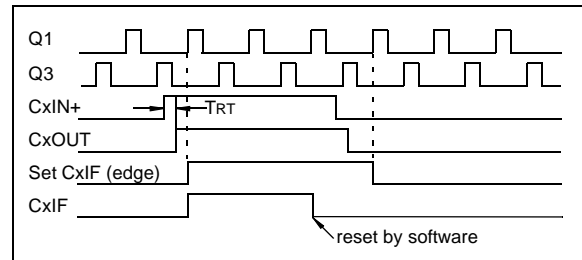 Q1
Q3
CxIN+
TRT
CxOUT
Set CxIF (edge)
CxIF
reset by software